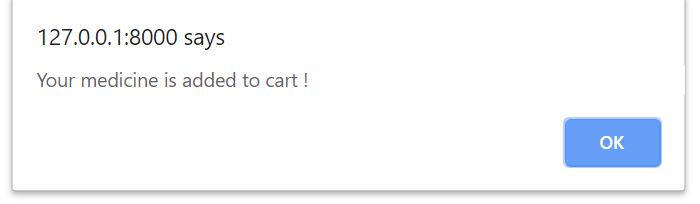 127.0.0.1:8000 says
Your medicine is added to cart !
OK